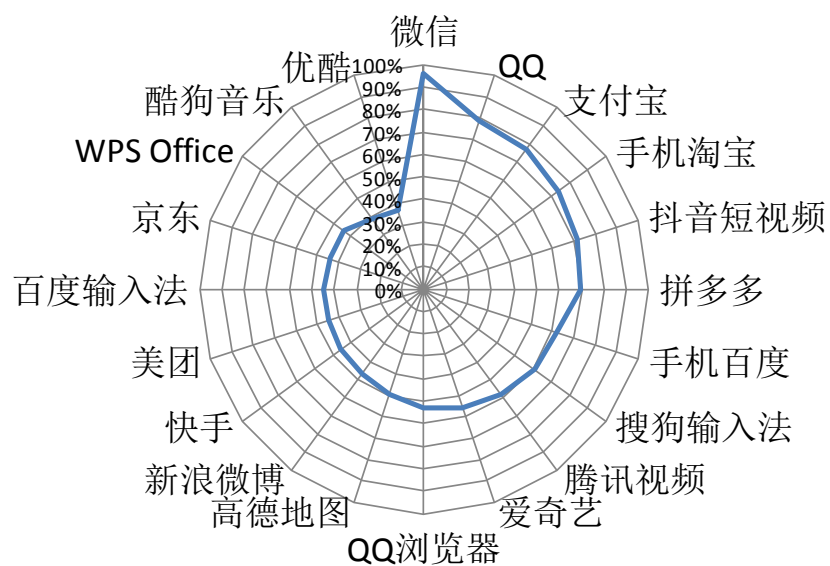 微信
QQ
支付宝
手机淘宝
抖音短视频
拼多多
手机百度
搜狗输入法
腾讯视频
爱奇艺
QQ浏览器
高德地图
新浪微博
快手
美团
百度输入法
京东
WPS Office
酷狗音乐
优酷
100%
90%
80%
70%
60%
50%
40%
30%
20%
10%
0%